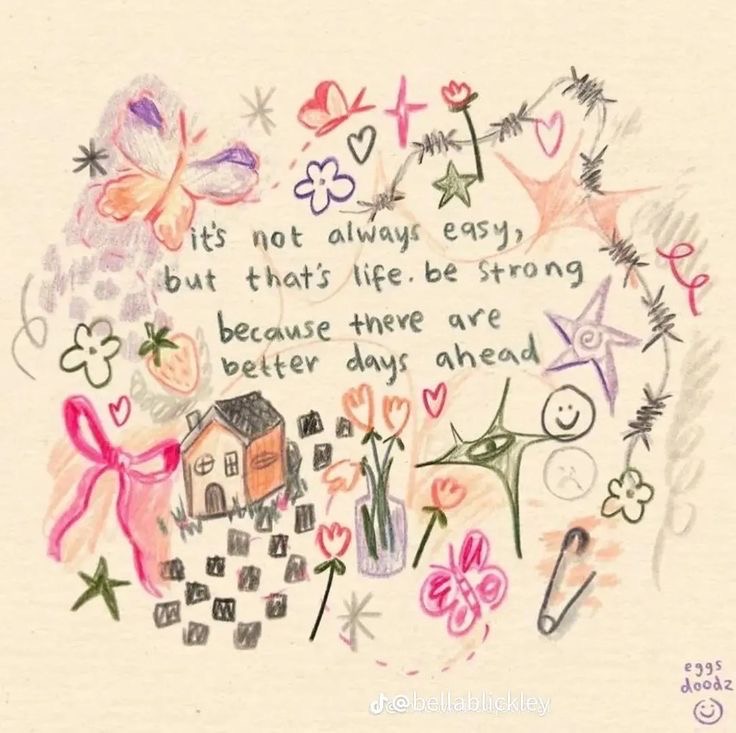 it's not always easy,
but that's life. be strong
because there are
better days ahead
eggs
doodz
@bellablickley